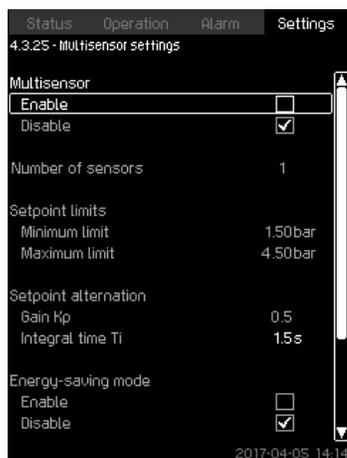 Status Operation Alarm Settings
4.3.25 - Multisensor settings
Multisensor
Enable
Disable
Number of sensors 1
Setpoint limits
Minimum limit 1.50bar
Maximum limit 4.50bar
Setpoint alternation
Gain Kp 0.5
Integral time Ti 1.5s
Energy-saving mode
Enable
Disable
2017-04-05 14:14